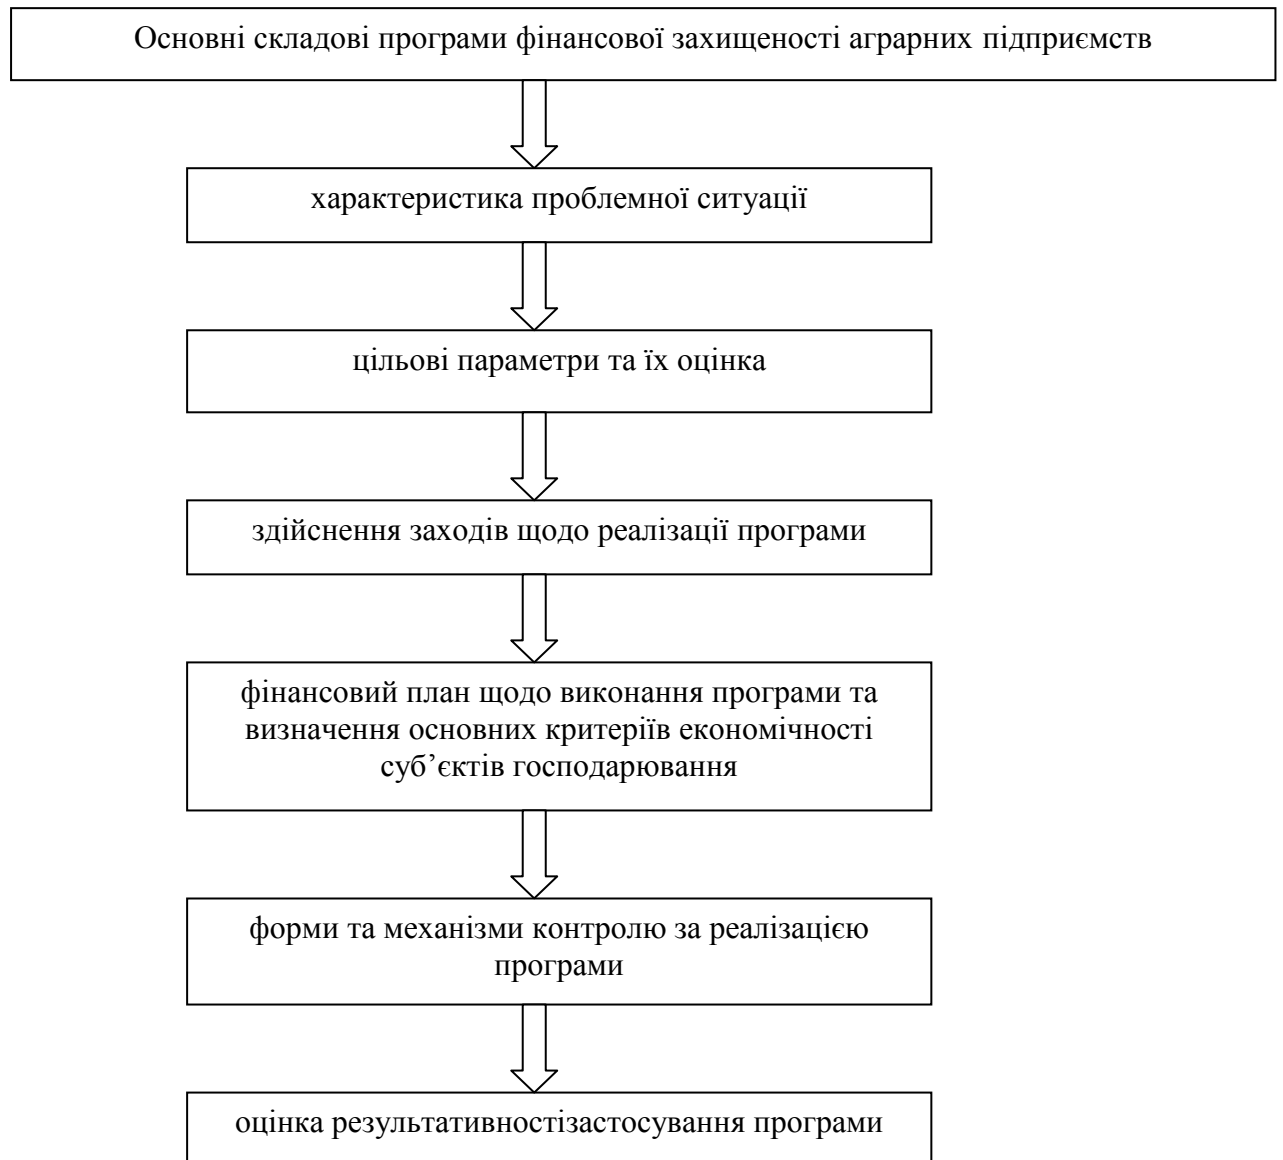 Основні складові програми фінансової захищеності аграрних підприємств
характеристика проблемної ситуації
цільові параметри та їх оцінка
здійснення заходів щодо реалізації програми
фінансовий план щодо виконання програми та
визначення основних критеріїв економічності
суб’єктів господарювання
форми та механізми контролю за реалізацією
програми
оцінка результативностізастосування програми